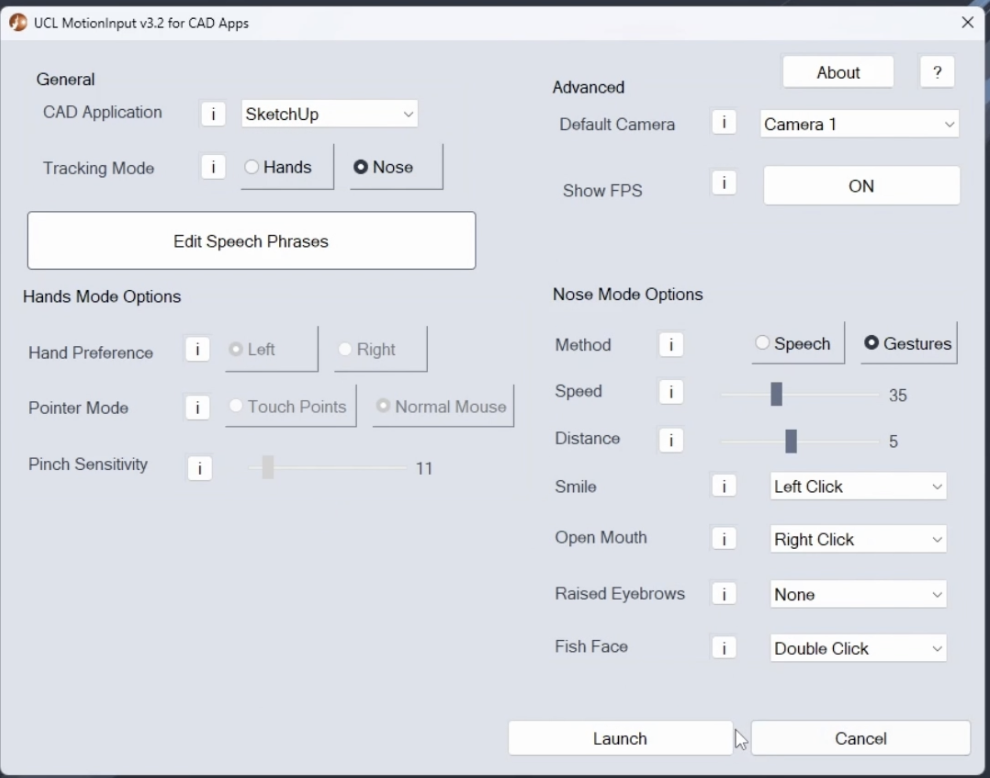 UCL MotionInput v3.2 for CAD Apps
General
CAD Application i SketchUp
Tracking Mode i Hands Nose
Edit Speech Phrases
Hands Mode Options
Hand Preference i Left Right
Pointer Mode i Touch Points Normal Mouse
Pinch Sensitivity i 11
About ?
Advanced
Default Camera i Camera 1
Show FPS i ON
Nose Mode Options
Method i Speech Gestures
Speed i 35
Distance i 5
Smile i Left Click
Open Mouth i Right Click
Raised Eyebrows i None
Fish Face i Double Click
Launch Cancel